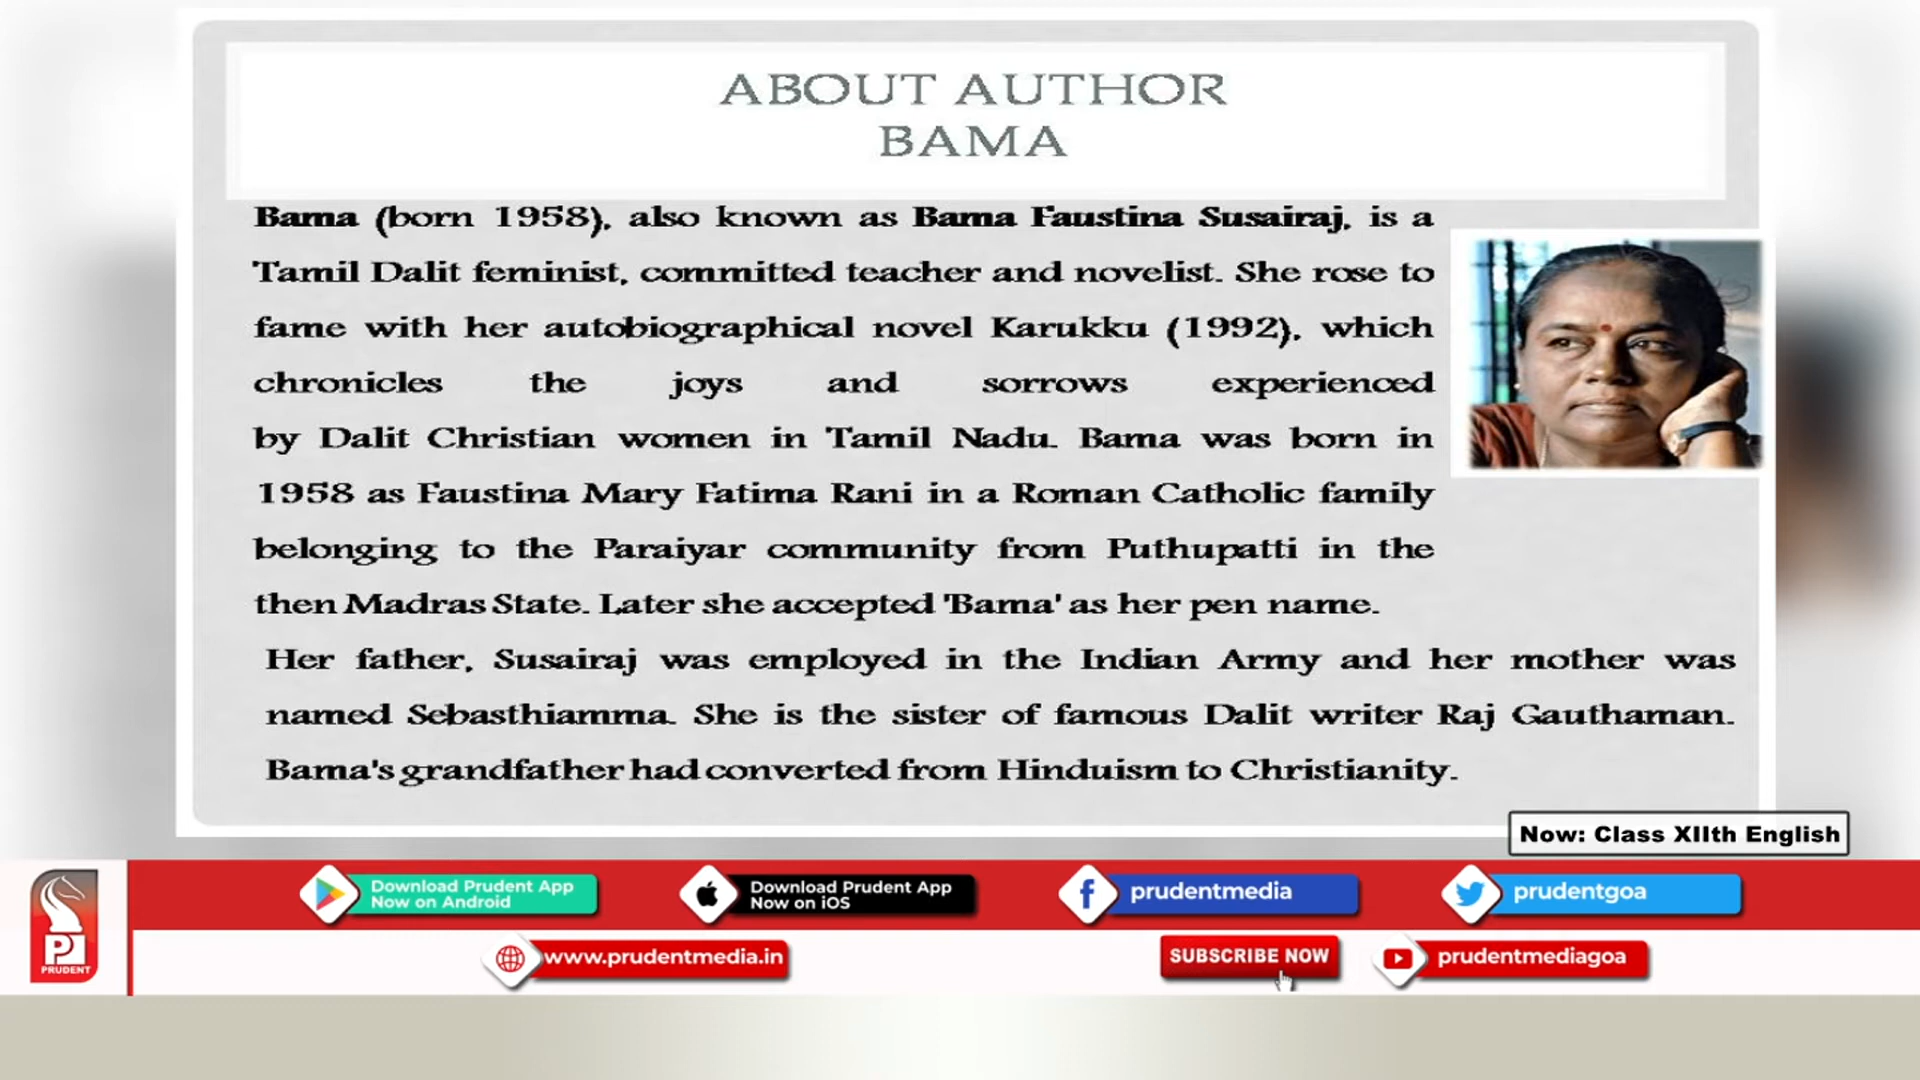 ABOUT AUTHOR
BAMA
Bama (born 1958), also known as Bama Faustina Susairaj, is a
Tamil Dalit feminist, committed teacher and novelist. She rose to
fame with her autobiographical novel Karukku (1992), which
chronicles the joys and sorrows experienced
by Dalit Christian women in Tamil Nadu. Bama was born in
1958 as Faustina Mary Fatima Rani in a Roman Catholic family
belonging to the Paraiyar community from Puthupatti in the
then Madras State. Later she accepted 'Bama' as her pen name.
Her father, Susairaj was employed in the Indian Army and her mother was
named Sebasthiamma. She is the sister of famous Dalit writer Raj Gauthaman.
Bama's grandfather had converted from Hinduism to Christianity.
Now: Class XIIth English
Download Prudent App
Now on Android
Download Prudent App
Now on iOS
prudentmedia
prudentgoa
PRUDENT
www.prudentmedia.in
SUBSCRIBE NOW
prudentmediagoa